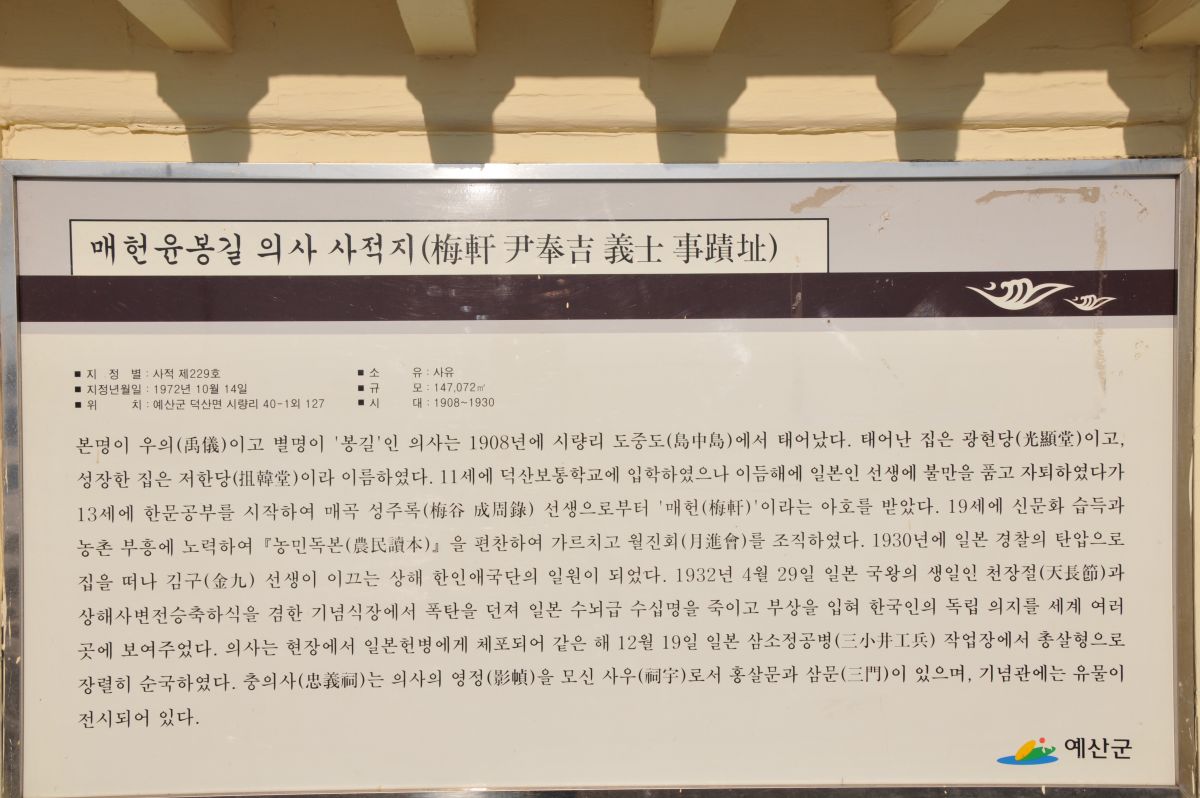 매헌윤봉길 의사 사적지(梅軒 尹奉吉 義士 事蹟址)
■ 지 정 별 : 사적 제229호
■ 지정년월일 : 1972년 10월 14일
■ 위 치 : 예산군 덕산면 시량리 40-1외 127
■ 소 유 : 사유
■ 규 모 : 147,072㎡
■ 시 대 : 1908~1930
본명이 우의(禹儀)이고 별명이 '봉길'인 의사는 1908년에 시량리 도중도(島中島)에서 태어났다. 태어난 집은 광현당(光顯堂)이고,
성장한 집은 저한당(抯韓堂)이라 이름하였다. 11세에 덕산보통학교에 입학하였으나 이듬해에 일본인 선생에 불만을 품고 자퇴하였다가
13세에 한문공부를 시작하여 매곡 성주록(梅谷 成周錄) 선생으로부터 '매헌(梅軒)'이라는 아호를 받았다. 19세에 신문화 습득과
농촌 부흥에 노력하여『농민독본(農民讀本)』을 편찬하여 가르치고 월진회(月進會)를 조직하였다. 1930년에 일본 경찰의 탄압으로
집을 떠나 김구(金九) 선생이 이끄는 상해 한인애국단의 일원이 되었다. 1932년 4월 29일 일본 국왕의 생일인 천장절(天長節)과
상해사변전승축하식을 겸한 기념식장에서 폭탄을 던져 일본 수뇌급 수십명을 죽이고 부상을 입혀 한국인의 독립 의지를 세계 여러
곳에 보여주었다. 의사는 현장에서 일본헌병에게 체포되어 같은 해 12월 19일 일본 삼소정공병(三小井工兵) 작업장에서 총살형으로
장렬히 순국하였다. 충의사(忠義祠)는 의사의 영정(影幀)을 모신 사우(祠宇)로서 홍살문과 삼문(三門)이 있으며, 기념관에는 유물이
전시되어 있다.
예산군